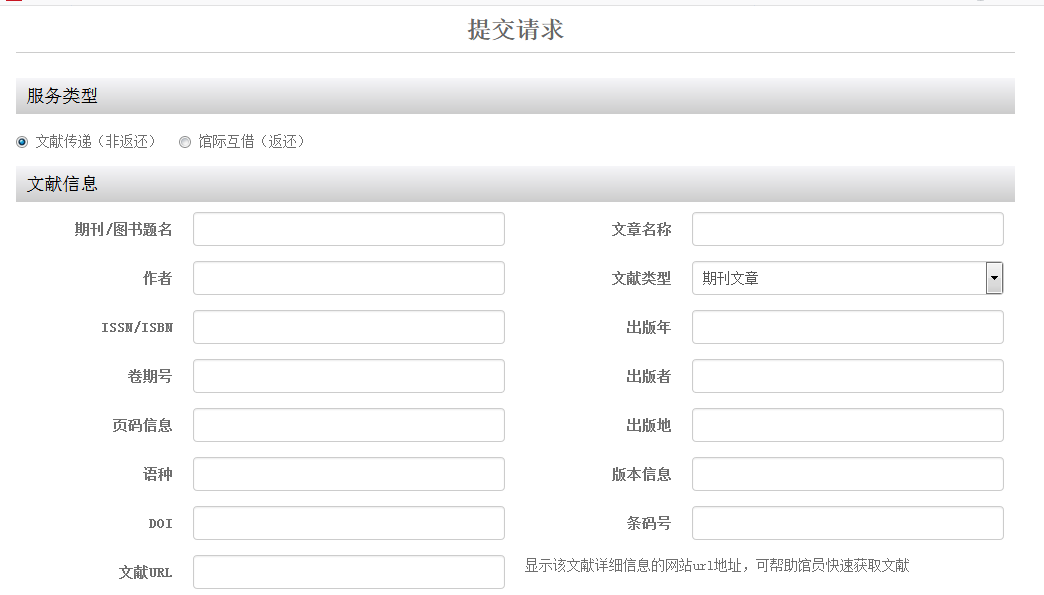 提交请求
服务类型
文献传递（非返还） 馆际互借（返还）
文献信息
期刊/图书题名 文章名称
作者 文献类型 期刊文章
ISSN/ISBN 出版年
卷期号 出版者
页码信息 出版地
语种 版本信息
DOI 条码号
文献URL 显示该文献详细信息的网站url地址，可帮助馆员快速获取文献